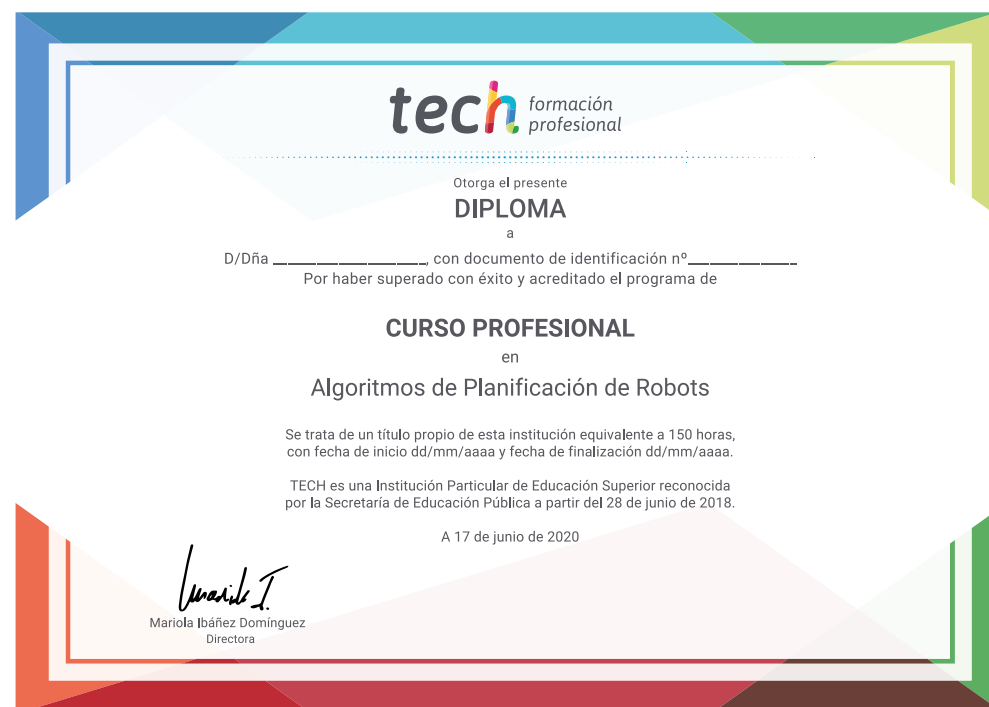 tech formación
profesional
Otorga el presente
DIPLOMA
a
D/Dña ____________________, con documento de identificación nº______________
Por haber superado con éxito y acreditado el programa de
CURSO PROFESIONAL
en
Algoritmos de Planificación de Robots
Se trata de un título propio de esta institución equivalente a 150 horas,
con fecha de inicio dd/mm/aaaa y fecha de finalización dd/mm/aaaa.
TECH es una Institución Particular de Educación Superior reconocida
por la Secretaría de Educación Pública a partir del 28 de junio de 2018.
A 17 de junio de 2020
Mariola Ibáñez Domínguez
Directora